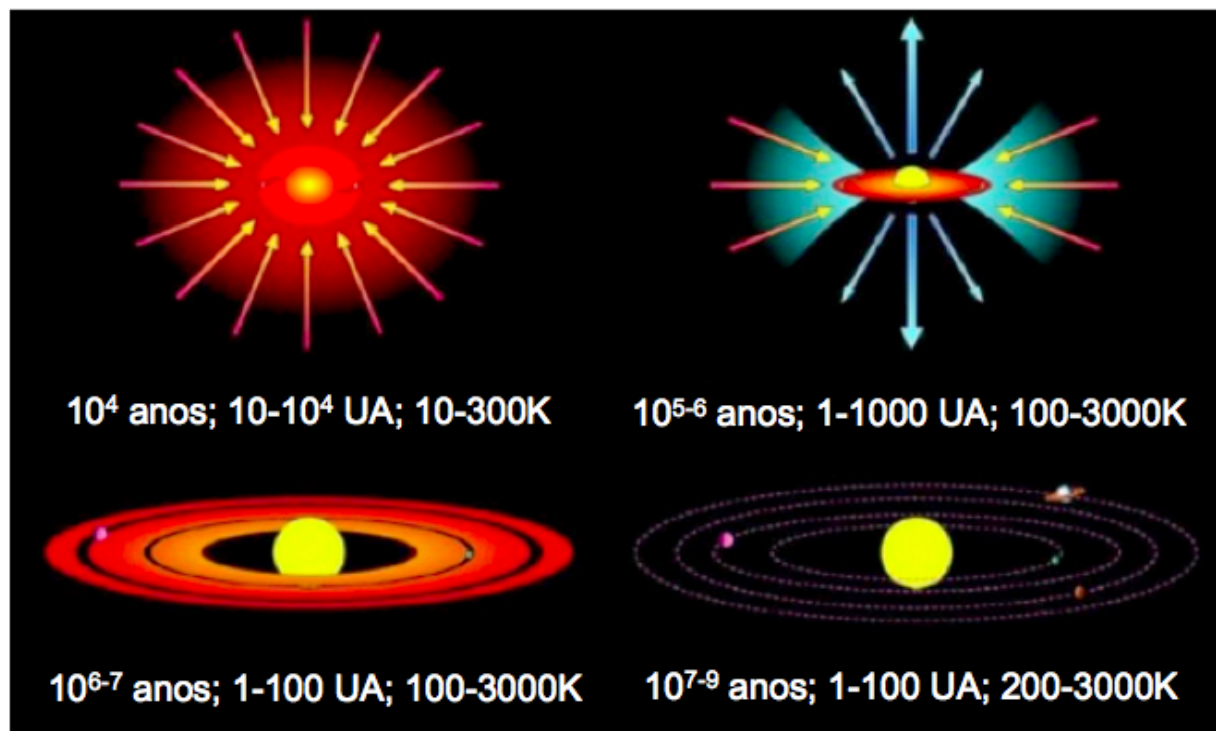 10⁴ anos; 10-10⁴ UA; 10-300K
10⁵⁻⁶ anos; 1-1000 UA; 100-3000K
10⁶⁻⁷ anos; 1-100 UA; 100-3000K
10⁷⁻⁹ anos; 1-100 UA; 200-3000K